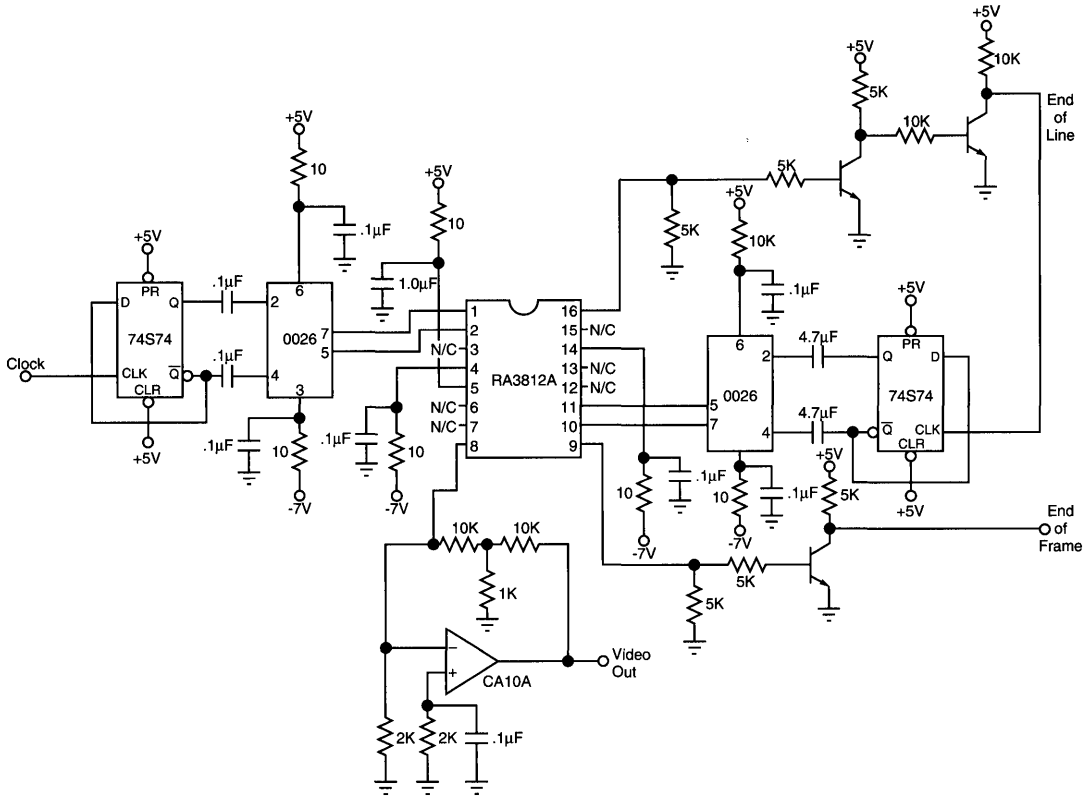 +5V
10K
+5V
5K
End
of
Line
10K
+5V
10
.1µF
+5V
10
1.0µF
5K
5K
+5V
10K
.1µF
+5V
PR
D
Q
74S74
CLK
Q
CLR
+5V
Clock
.1µF
.1µF
6
2
7
0026
5
4
3
.1µF
10
-7V
.1µF
10
-7V
1
2
N/C 3
4
5
N/C 6
N/C 7
8
RA3812A
16
15 N/C
14
13 N/C
12 N/C
11
10
9
6
2
0026
5
7
4
4.7µF
4.7µF
+5V
PR
Q
D
74S74
Q
CLK
CLR
+5V
10
.1µF
-7V
10
.1µF
-7V
+5V
5K
End
of
Frame
5K
5K
10K
10K
1K
−
+
CA10A
Video
Out
2K
2K
.1µF